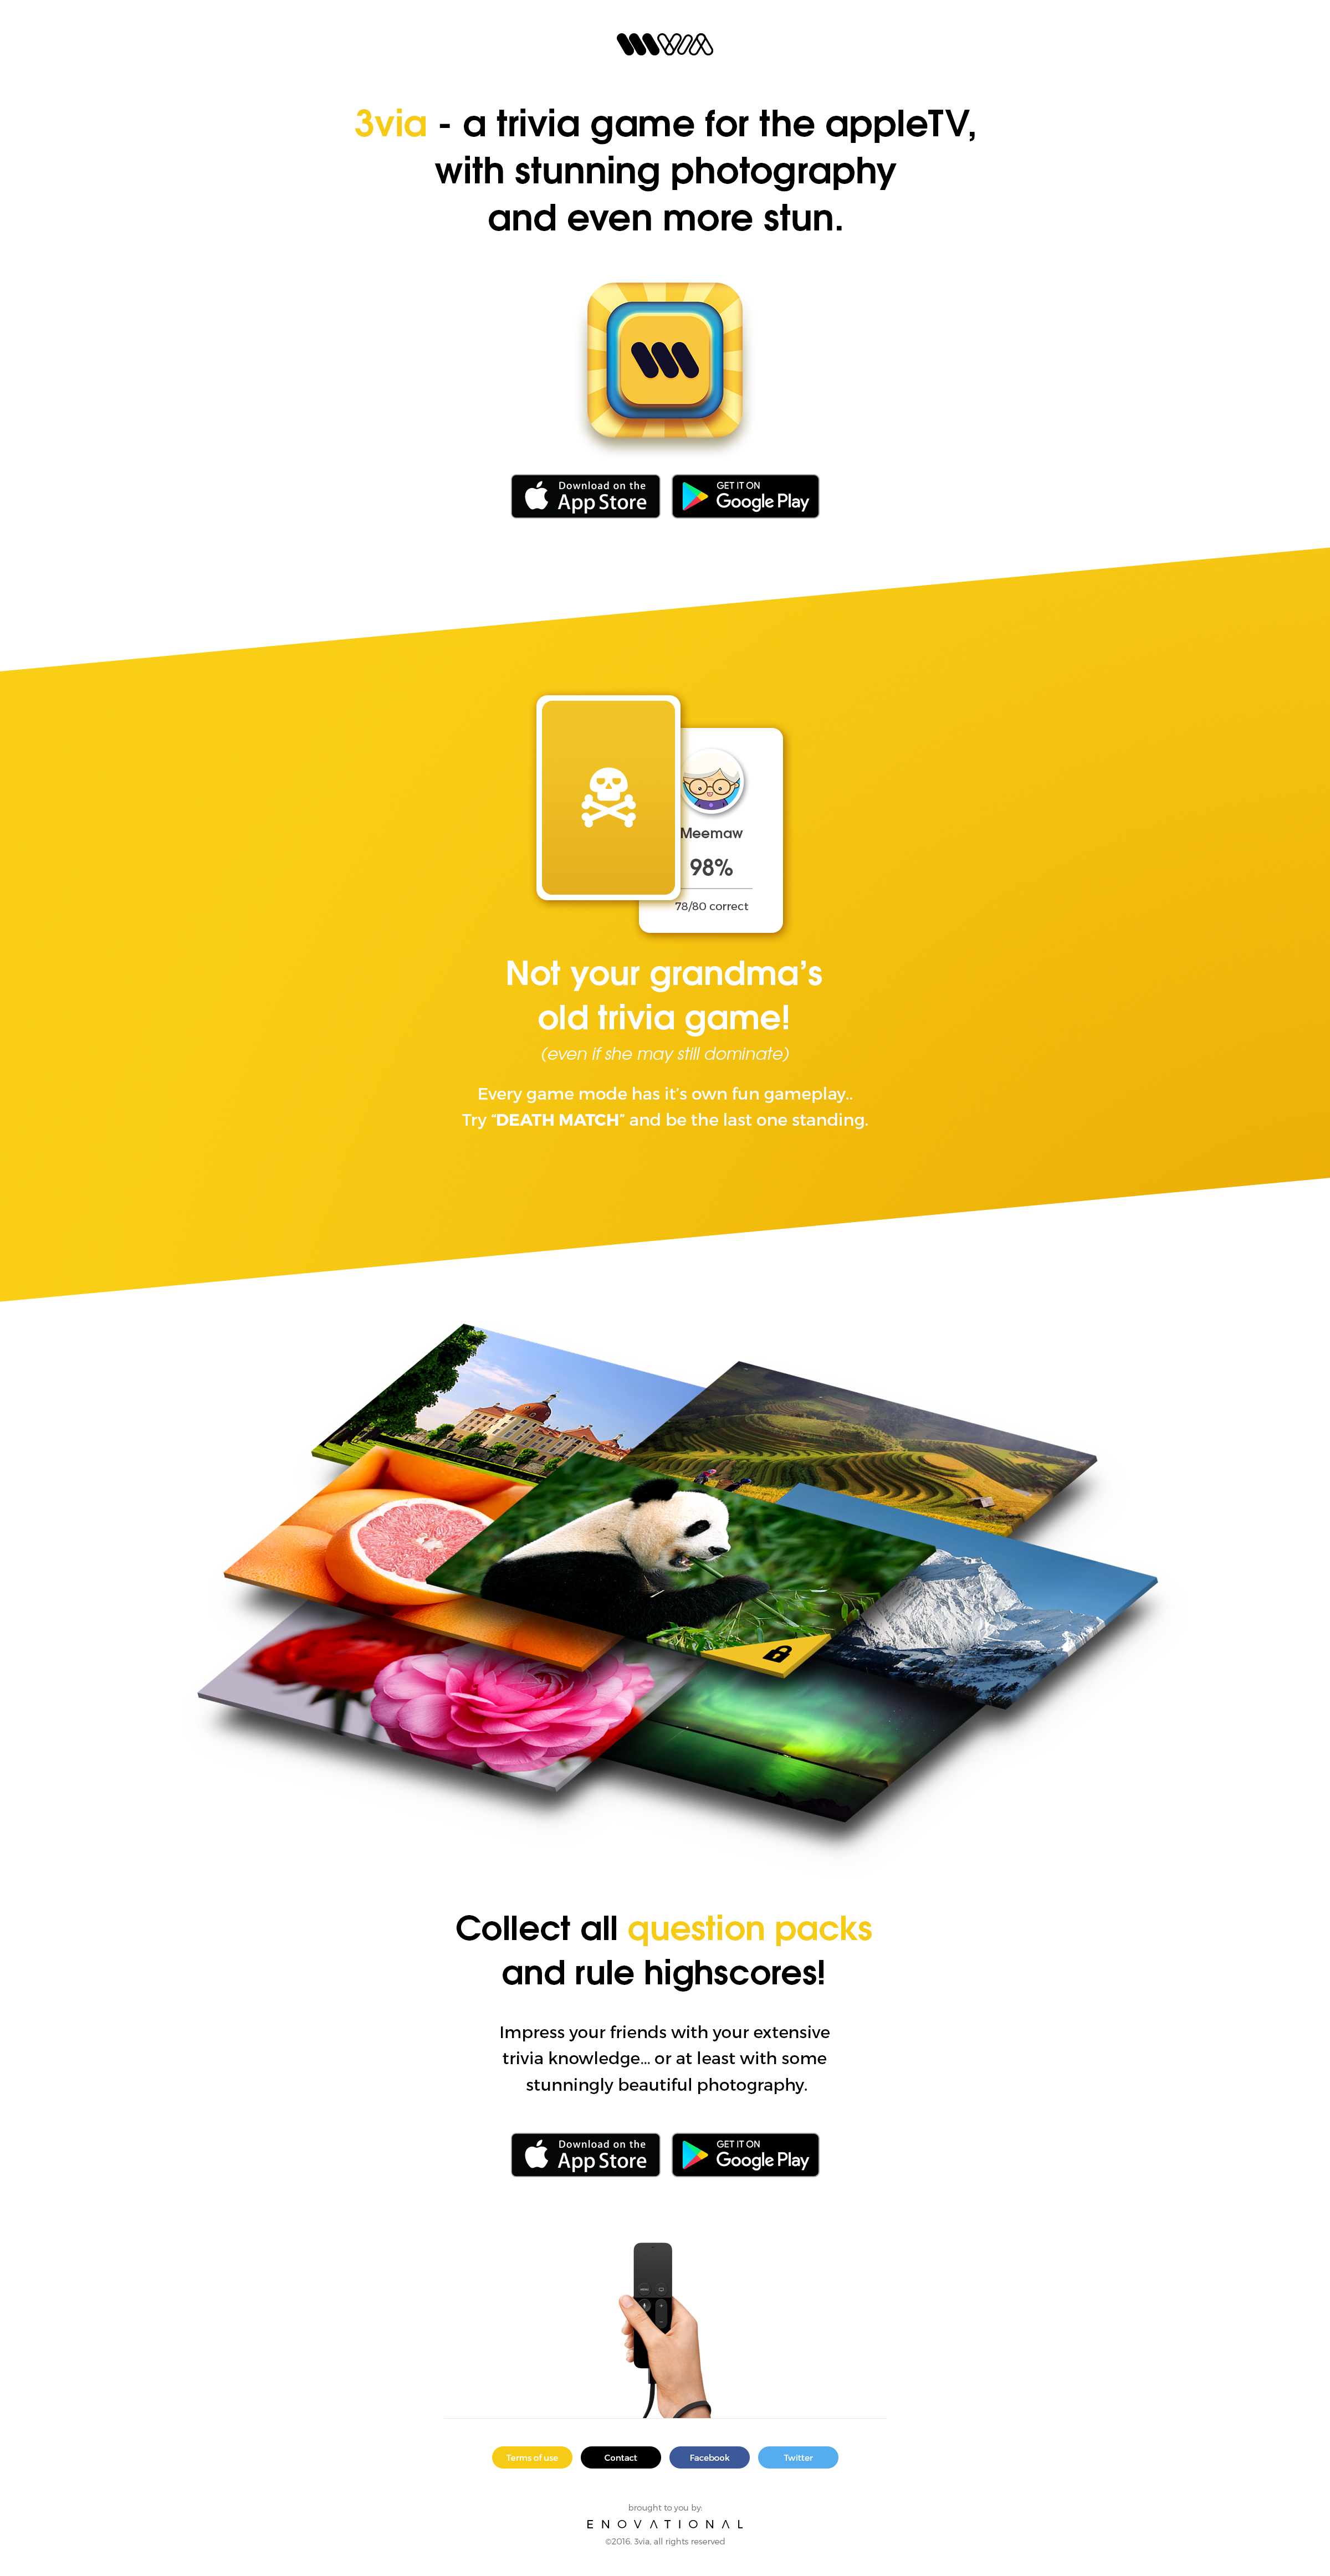 3via - a trivia game for the appleTV,
with stunning photography
and even more stun.
Download on the
App Store
GET IT ON
Google Play
Meemaw
98%
78/80 correct
Not your grandma’s
old trivia game!
(even if she may still dominate)
Every game mode has it’s own fun gameplay..
Try “DEATH MATCH” and be the last one standing.
Collect all question packs
and rule highscores!
Impress your friends with your extensive
trivia knowledge... or at least with some
stunningly beautiful photography.
Download on the
App Store
GET IT ON
Google Play
MENU
Terms of use
Contact
Facebook
Twitter
brought to you by:
ENOVATIONAL
©2016. 3via, all rights reserved